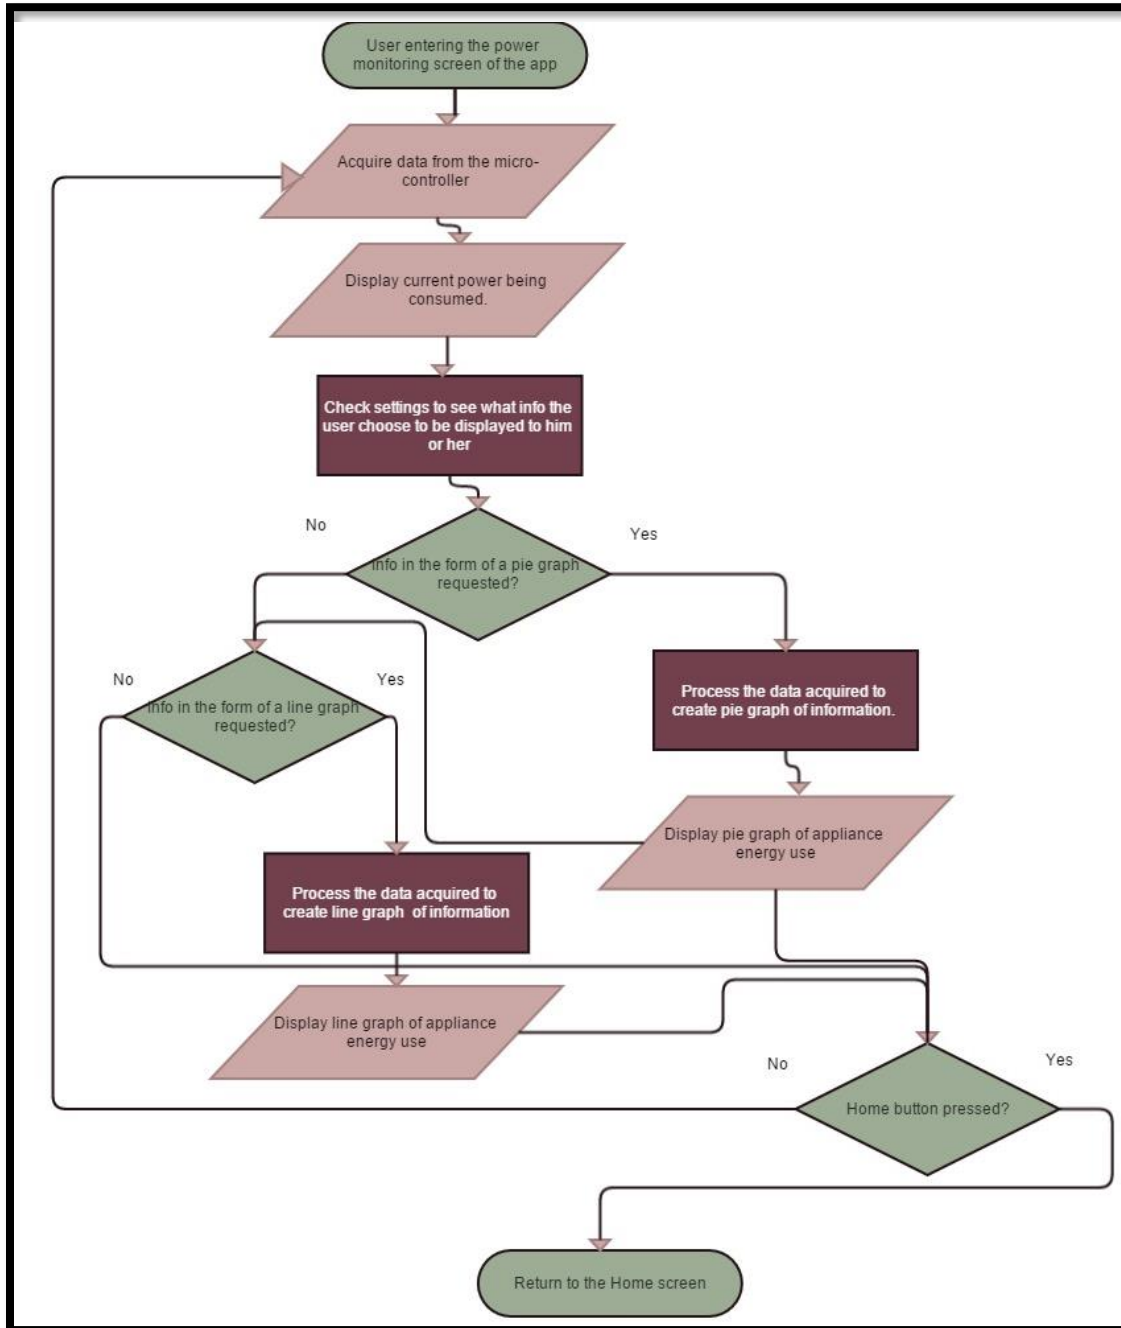 User entering the power
monitoring screen of the app
Acquire data from the micro-
controller
Display current power being
consumed.
Check settings to see what info the
user choose to be displayed to him
or her
No
Yes
Info in the form of a pie graph
requested?
No
Yes
Info in the form of a line graph
requested?
Process the data acquired to
create pie graph of information.
Display pie graph of appliance
energy use
Process the data acquired to
create line graph of information
Display line graph of appliance
energy use
No
Yes
Home button pressed?
Return to the Home screen